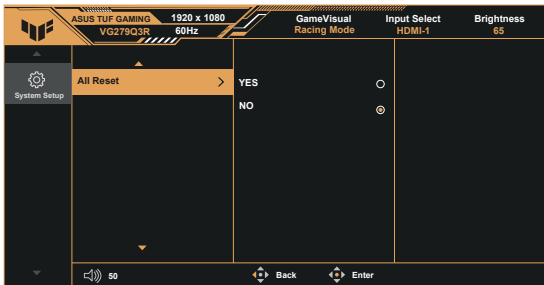 ASUS TUF GAMING 1920 x 1080 GameVisual Input Select Brightness
VG279Q3R 60Hz Racing Mode HDMI-1 65
System Setup
All Reset
YES
NO
50 Back Enter